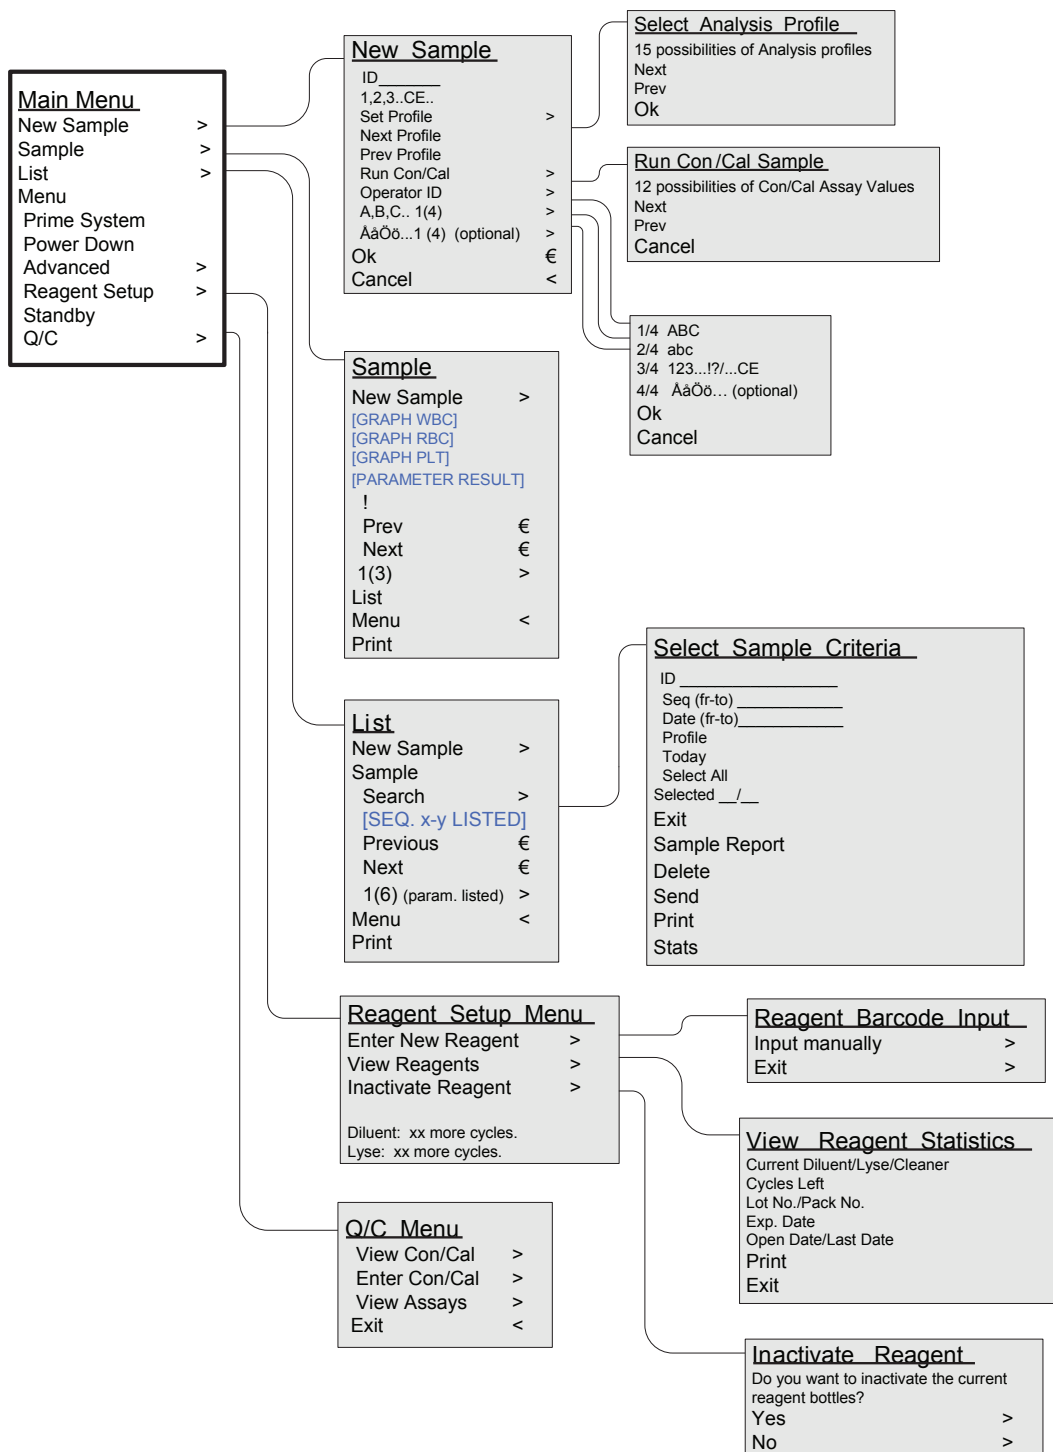 Main Menu
New Sample >
Sample >
List >
Menu
Prime System
Power Down
Advanced >
Reagent Setup >
Standby
Q/C >
New Sample
ID______
1,2,3..CE..
Set Profile >
Next Profile
Prev Profile
Run Con/Cal >
Operator ID >
A,B,C.. 1(4) >
ÅåÖö...1 (4) (optional) >
Ok €
Cancel <
Select Analysis Profile
15 possibilities of Analysis profiles
Next
Prev
Ok
Run Con/Cal Sample
12 possibilities of Con/Cal Assay Values
Next
Prev
Cancel
1/4 ABC
2/4 abc
3/4 123...!?/...CE
4/4 ÅåÖö... (optional)
Ok
Cancel
Sample
New Sample >
[GRAPH WBC]
[GRAPH RBC]
[GRAPH PLT]
[PARAMETER RESULT]
!
Prev €
Next €
1(3) >
List
Menu <
Print
List
New Sample >
Sample
Search >
[SEQ. x-y LISTED]
Previous €
Next €
1(6) (param. listed) >
Menu <
Print
Select Sample Criteria
ID __________________
Seq (fr-to) ____________
Date (fr-to)____________
Profile
Today
Select All
Selected __/__
Exit
Sample Report
Delete
Send
Print
Stats
Reagent Setup Menu
Enter New Reagent >
View Reagents >
Inactivate Reagent >
Diluent: xx more cycles.
Lyse: xx more cycles.
Reagent Barcode Input
Input manually >
Exit >
View Reagent Statistics
Current Diluent/Lyse/Cleaner
Cycles Left
Lot No./Pack No.
Exp. Date
Open Date/Last Date
Print
Exit
Q/C Menu
View Con/Cal >
Enter Con/Cal >
View Assays >
Exit <
Inactivate Reagent
Do you want to inactivate the current
reagent bottles?
Yes >
No >